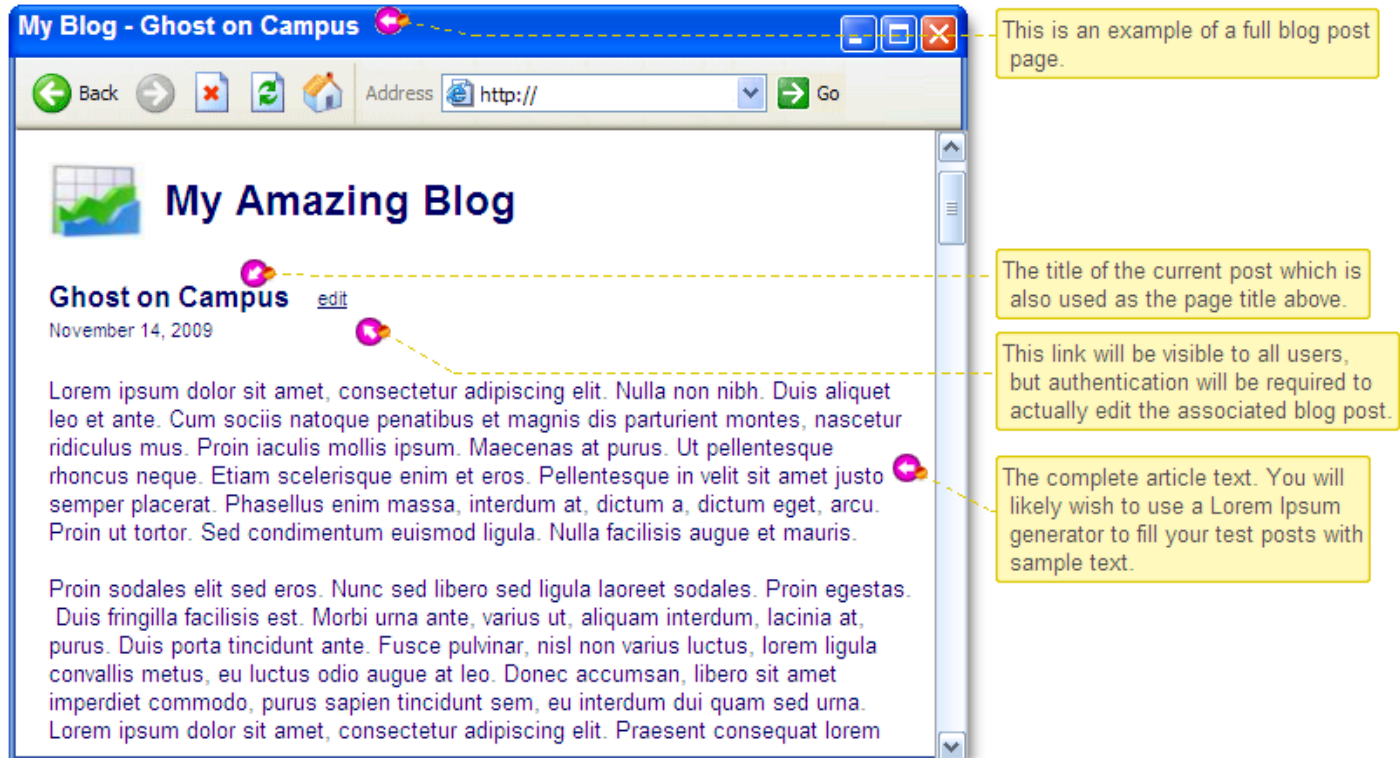 My Blog - Ghost on Campus
This is an example of a full blog post
page.
Back
Address
http://
Go
My Amazing Blog
Ghost on Campus edit
November 14, 2009
The title of the current post which is
also used as the page title above.
This link will be visible to all users,
but authentication will be required to
actually edit the associated blog post.
Lorem ipsum dolor sit amet, consectetur adipiscing elit. Nulla non nibh. Duis aliquet
leo et ante. Cum sociis natoque penatibus et magnis dis parturient montes, nascetur
ridiculus mus. Proin iaculis mollis ipsum. Maecenas at purus. Ut pellentesque
rhoncus neque. Etiam scelerisque enim et eros. Pellentesque in velit sit amet justo
semper placerat. Phasellus enim massa, interdum at, dictum a, dictum eget, arcu.
Proin ut tortor. Sed condimentum euismod ligula. Nulla facilisis augue et mauris.
The complete article text. You will
likely wish to use a Lorem Ipsum
generator to fill your test posts with
sample text.
Proin sodales elit sed eros. Nunc sed libero sed ligula laoreet sodales. Proin egestas.
Duis fringilla facilisis est. Morbi urna ante, varius ut, aliquam interdum, lacinia at,
purus. Duis porta tincidunt ante. Fusce pulvinar, nisl non varius luctus, lorem ligula
convallis metus, eu luctus odio augue at leo. Donec accumsan, libero sit amet
imperdiet commodo, purus sapien tincidunt sem, eu interdum dui quam sed urna.
Lorem ipsum dolor sit amet, consectetur adipiscing elit. Praesent consequat lorem